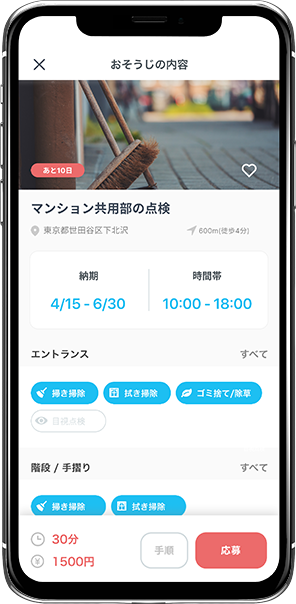 おそうじの内容
あと10日
マンション共用部の点検
東京都世田谷区下北沢 600m(徒歩4分)
納期 時間帯
4/15 - 6/30 10:00 - 18:00
エントランス すべて
掃き掃除 拭き掃除 ゴミ捨て/除草
目視点検
階段 / 手摺り すべて
掃き掃除 拭き掃除
30分
1500円
手順 応募